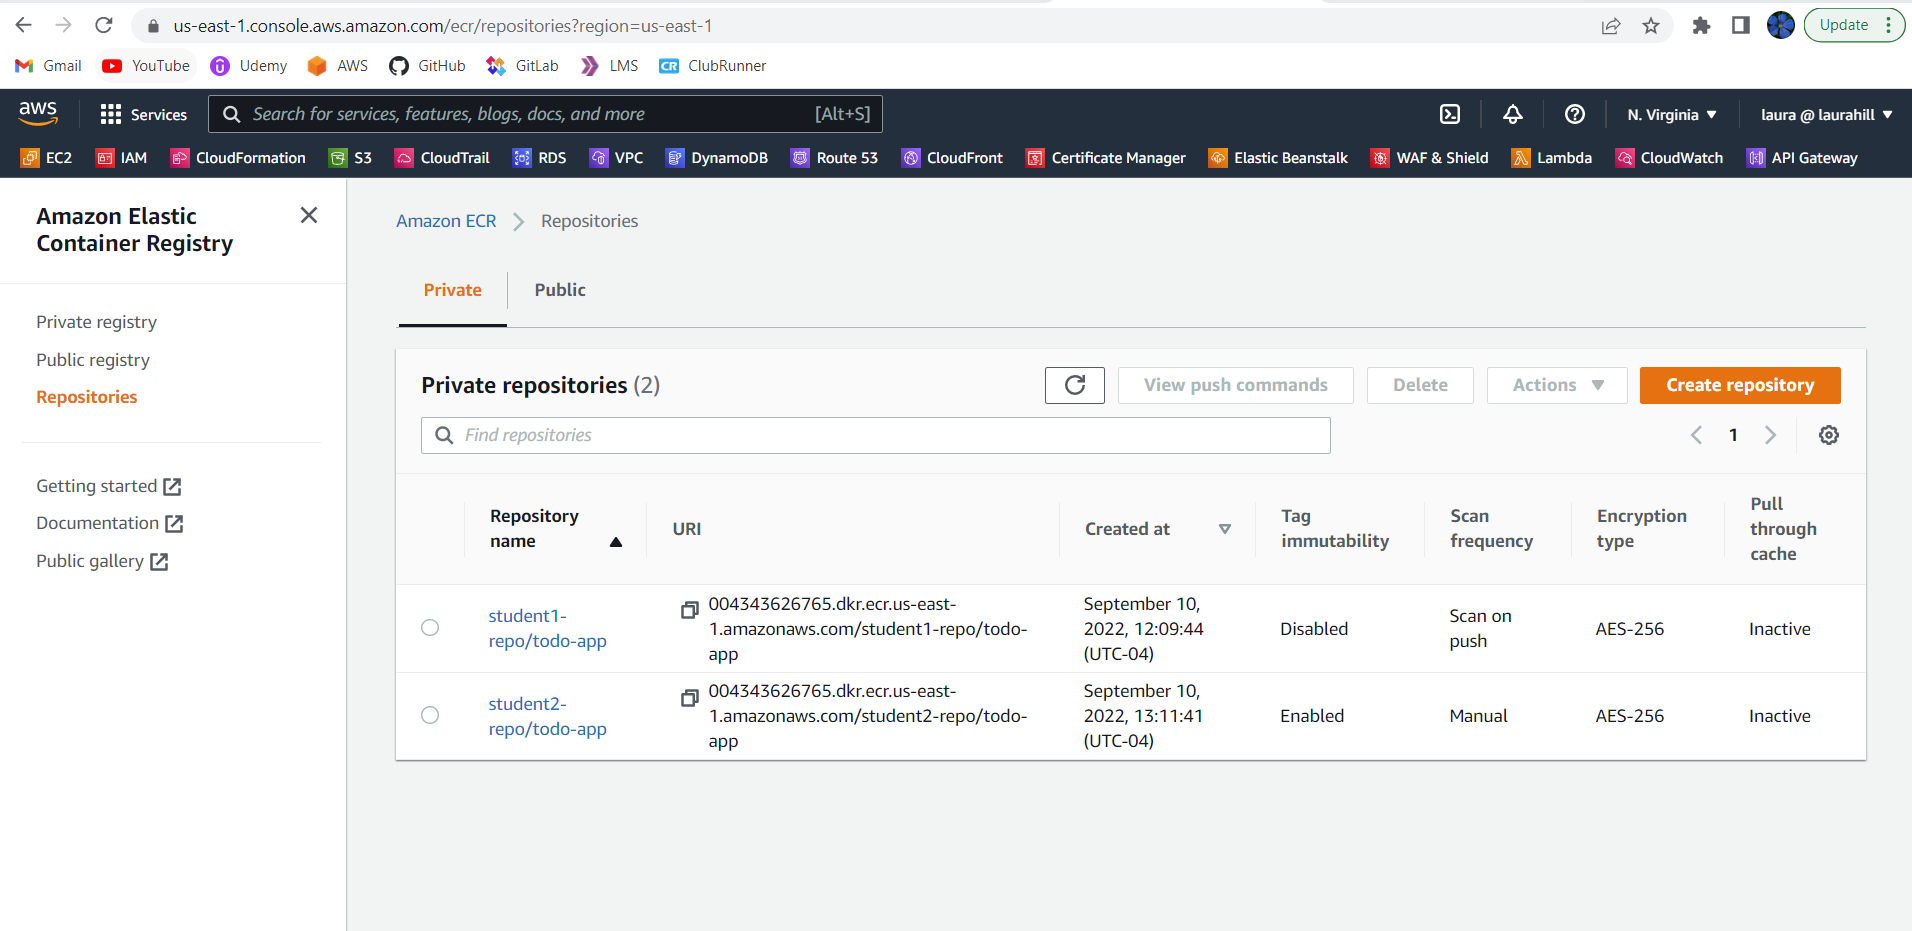 us-east-1.console.aws.amazon.com/ecr/repositories?region=us-east-1
Update
Gmail YouTube Udemy AWS GitHub GitLab LMS CR ClubRunner
aws Services Search for services, features, blogs, docs, and more [Alt+S] N. Virginia ▼ laura @ laurahill ▼
EC2 IAM CloudFormation S3 CloudTrail RDS VPC DynamoDB Route 53 CloudFront Certificate Manager Elastic Beanstalk WAF & Shield Lambda CloudWatch API Gateway
Amazon Elastic
Container Registry
Private registry
Public registry
Repositories
Getting started
Documentation
Public gallery
Amazon ECR Repositories
Private Public
Private repositories (2) View push commands Delete Actions ▼ Create repository
Find repositories 1
Repository
name
URI
Created at
Tag
immutability
Scan
frequency
Encryption
type
Pull
through
cache
student1-
repo/todo-app
004343626765.dkr.ecr.us-east-
1.amazonaws.com/student1-repo/todo-
app
September 10,
2022, 12:09:44
(UTC-04)
Disabled
Scan on
push
AES-256
Inactive
student2-
repo/todo-app
004343626765.dkr.ecr.us-east-
1.amazonaws.com/student2-repo/todo-
app
September 10,
2022, 13:11:41
(UTC-04)
Enabled
Manual
AES-256
Inactive